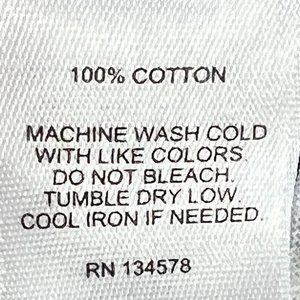 100% COTTON
MACHINE WASH COLD
WITH LIKE COLORS.
DO NOT BLEACH.
TUMBLE DRY LOW.
COOL IRON IF NEEDED.
RN 134578